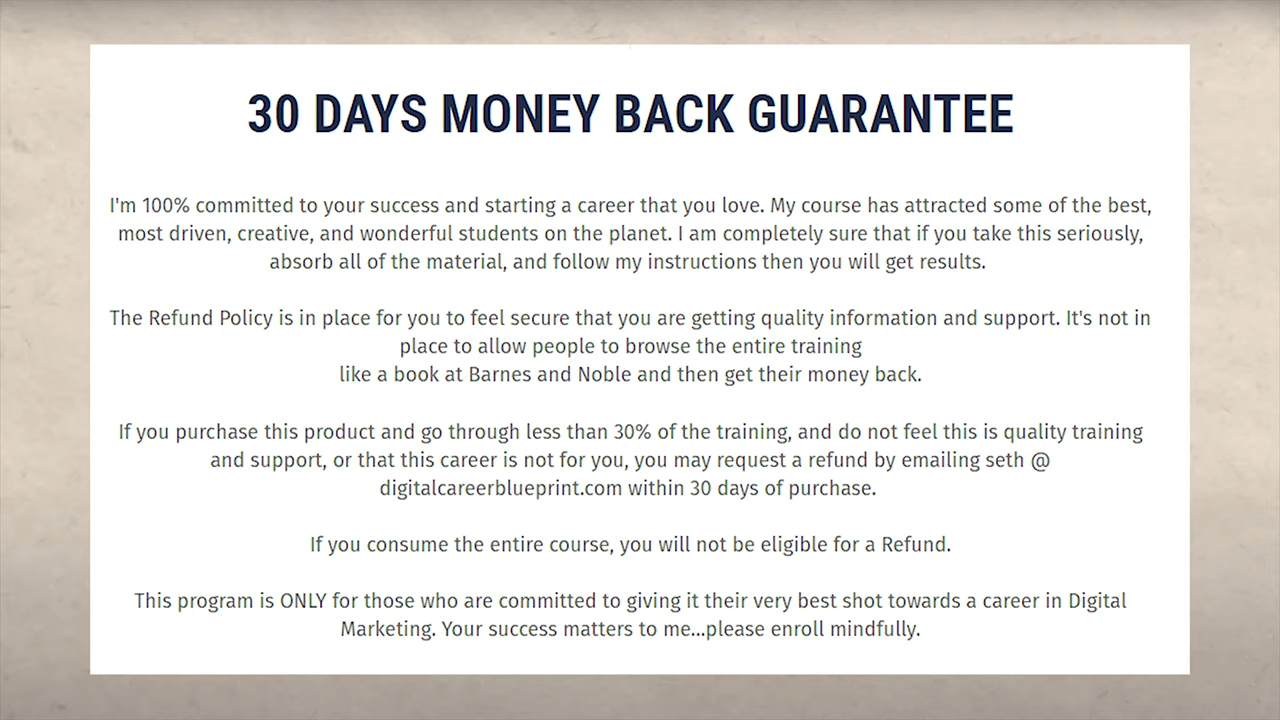 30 DAYS MONEY BACK GUARANTEE
I'm 100% committed to your success and starting a career that you love. My course has attracted some of the best,
most driven, creative, and wonderful students on the planet. I am completely sure that if you take this seriously,
absorb all of the material, and follow my instructions then you will get results.
The Refund Policy is in place for you to feel secure that you are getting quality information and support. It's not in
place to allow people to browse the entire training
like a book at Barnes and Noble and then get their money back.
If you purchase this product and go through less than 30% of the training, and do not feel this is quality training
and support, or that this career is not for you, you may request a refund by emailing seth @
digitalcareerblueprint.com within 30 days of purchase.
If you consume the entire course, you will not be eligible for a Refund.
This program is ONLY for those who are committed to giving it their very best shot towards a career in Digital
Marketing. Your success matters to me...please enroll mindfully.